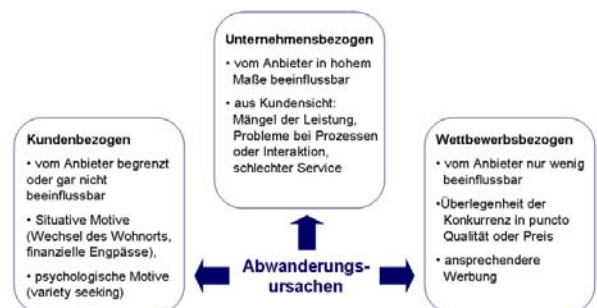 Unternehmensbezogen
• vom Anbieter in hohem
Maße beeinflussbar
• aus Kundensicht:
Mängel der Leistung,
Probleme bei Prozessen
oder Interaktion,
schlechter Service
Kundenbezogen
• vom Anbieter begrenzt
oder gar nicht
beeinflussbar
• Situative Motive
(Wechsel des Wohnorts,
finanzielle Engpässe),
• psychologische Motive
(variety seeking)
Wettbewerbsbezogen
• vom Anbieter nur wenig
beeinflussbar
•Überlegenheit der
Konkurrenz in puncto
Qualität oder Preis
• ansprechendere
Werbung
Abwanderungs-
ursachen